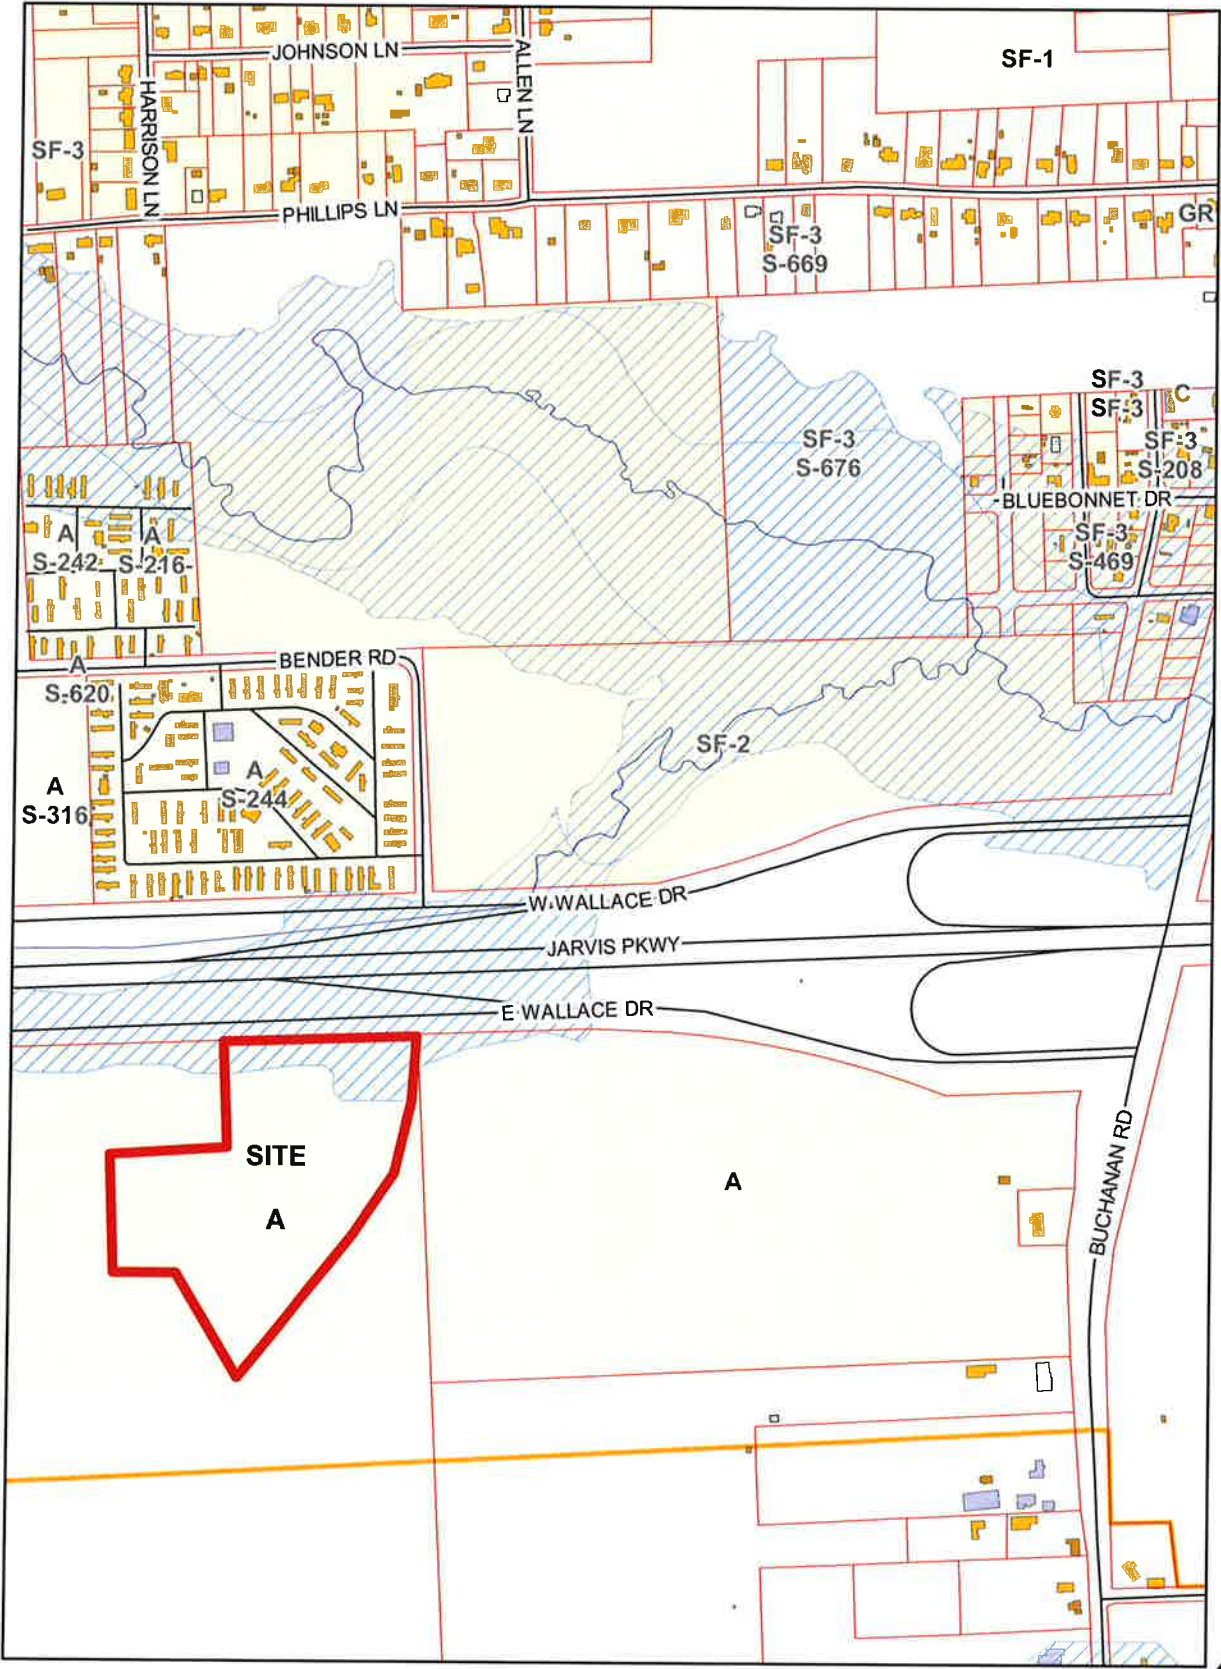 JOHNSON LN
ALLEN LN
SF-1
HARRISON LN
SF-3
PHILLIPS LN
GR
SF-3
S-669
SF-3
SF-3
C
SF-3
S-676
SF-3
S-208
BLUEBONNET DR
A
S-242
A
S-216
SF-3
S-469
BENDER RD
A
S-620
SF-2
A
S-244
A
S-316
W WALLACE DR
JARVIS PKWY
E WALLACE DR
SITE
A
A
BUCHANAN RD